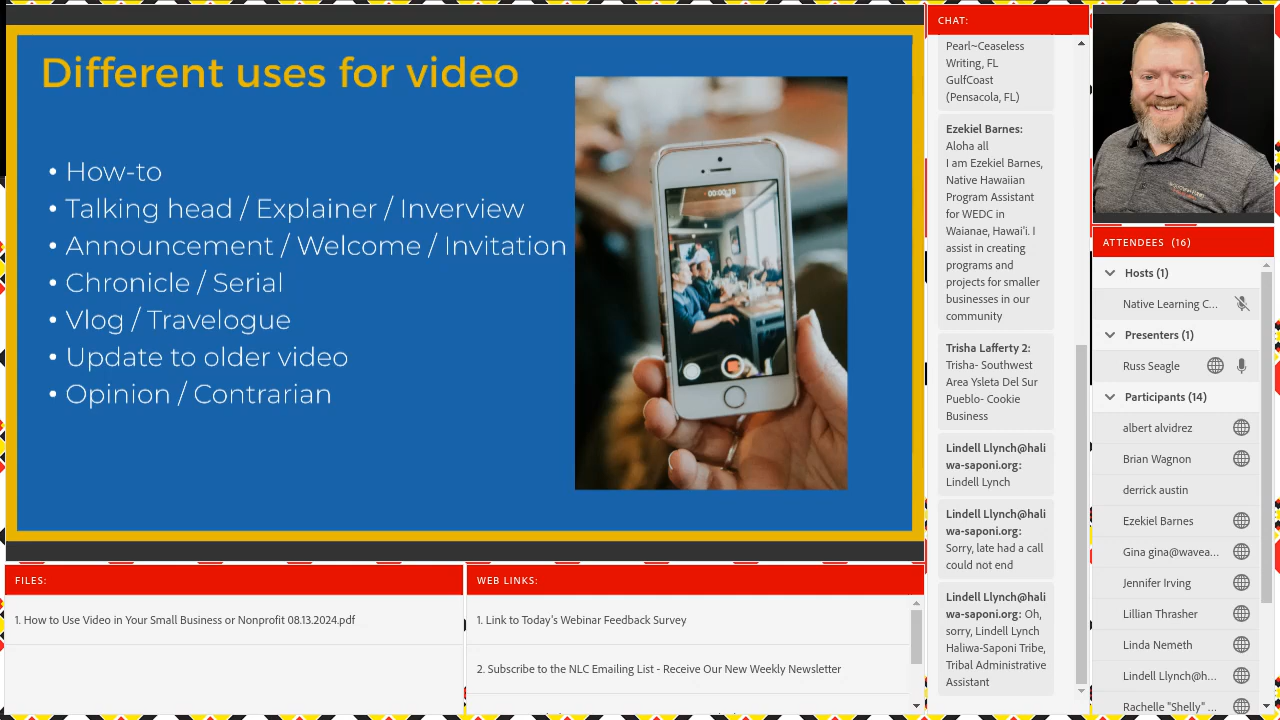 Different uses for video
• How-to
• Talking head / Explainer / Inverview
• Announcement / Welcome / Invitation
• Chronicle / Serial
• Vlog / Travelogue
• Update to older video
• Opinion / Contrarian
FILES:
1. How to Use Video in Your Small Business or Nonprofit 08.13.2024.pdf
WEB LINKS:
1. Link to Today's Webinar Feedback Survey
2. Subscribe to the NLC Emailing List - Receive Our New Weekly Newsletter
CHAT:
Pearl~Ceaseless
Writing, FL
GulfCoast
(Pensacola, FL)
Ezekiel Barnes:
Aloha all
I am Ezekiel Barnes,
Native Hawaiian
Program Assistant
for WEDC in
Waianae, Hawai'i. I
assist in creating
programs and
projects for smaller
businesses in our
community
Trisha Lafferty 2:
Trisha- Southwest
Area Ysleta Del Sur
Pueblo- Cookie
Business
Lindell Llynch@hali
wa-saponi.org:
Lindell Lynch
Lindell Llynch@hali
wa-saponi.org:
Sorry, late had a call
could not end
Lindell Llynch@hali
wa-saponi.org: Oh,
sorry, Lindell Lynch
Haliwa-Saponi Tribe,
Tribal Administrative
Assistant
ATTENDEES (16)
Hosts (1)
Native Learning C...
Presenters (1)
Russ Seagle
Participants (14)
albert alvidrez
Brian Wagnon
derrick austin
Ezekiel Barnes
Gina gina@wavea...
Jennifer Irving
Lillian Thrasher
Linda Nemeth
Lindell Llynch@h...
Rachelle "Shelly" ...